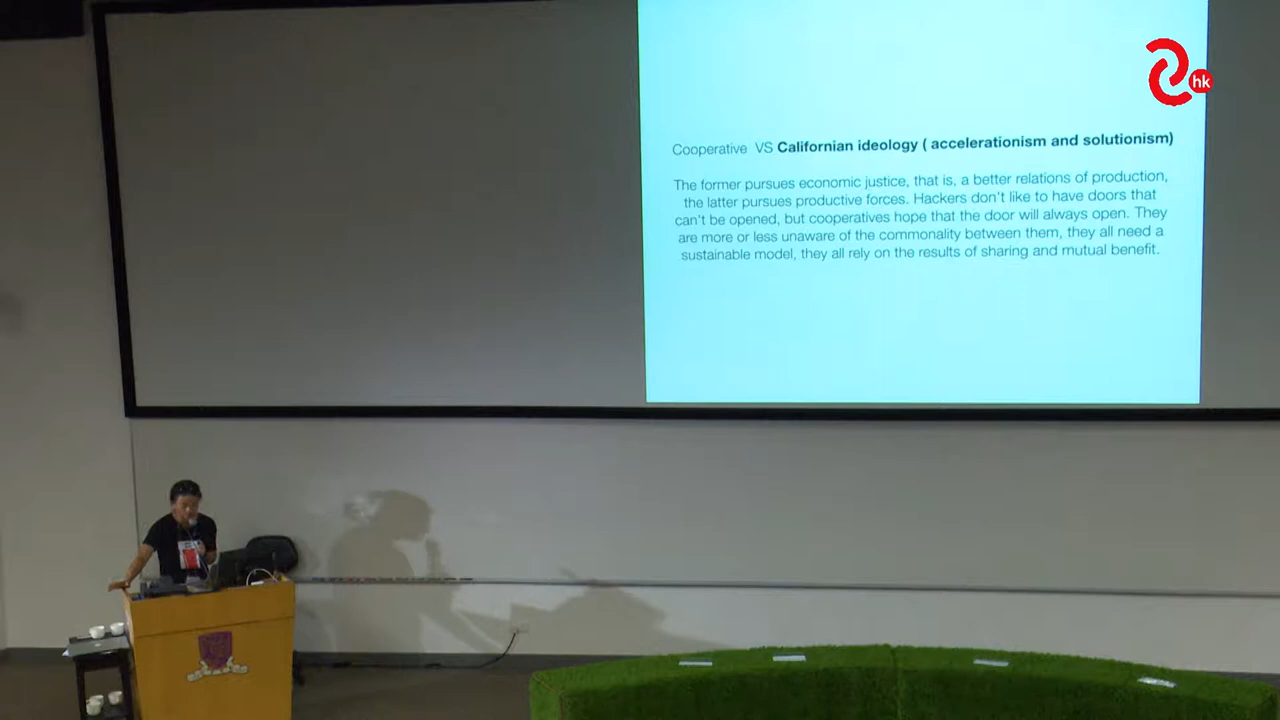 hk
Cooperative VS Californian ideology ( accelerationism and solutionism)
The former pursues economic justice, that is, a better relations of production,
the latter pursues productive forces. Hackers don't like to have doors that
can't be opened, but cooperatives hope that the door will always open. They
are more or less unaware of the commonality between them, they all need a
sustainable model, they all rely on the results of sharing and mutual benefit.